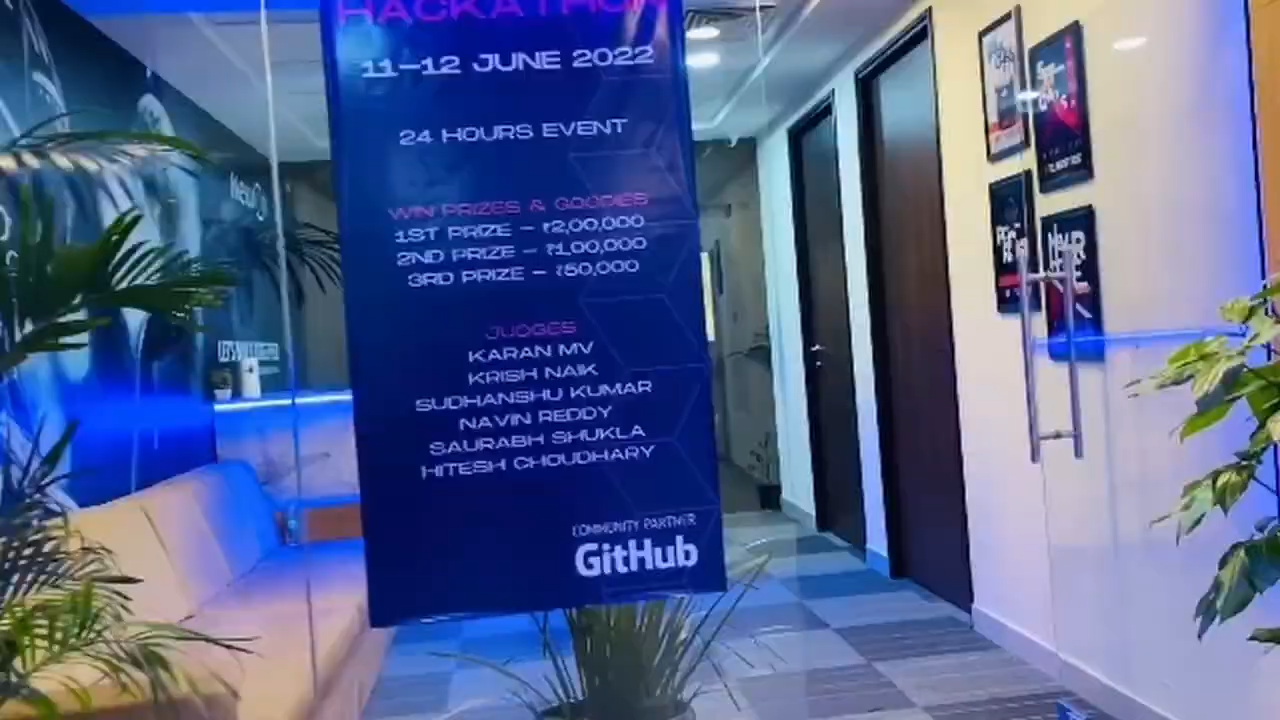 HACKATHON
11-12 JUNE 2022
24 HOURS EVENT
WIN PRIZES & GOODIES
1ST PRIZE - ₹2,00,000
2ND PRIZE - ₹1,00,000
3RD PRIZE - ₹50,000
JUDGES
KARAN MV
KRISH NAIK
SUDHANSHU KUMAR
NAVIN REDDY
SAURABH SHUKLA
HITESH CHOUDHARY
COMMUNITY PARTNER
GitHub